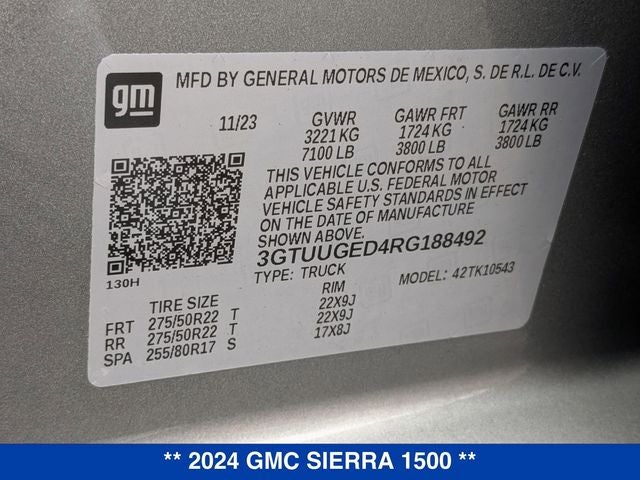 gm
MFD BY GENERAL MOTORS DE MEXICO, S. DE R.L. DE C.V.
11/23 GVWR GAWR FRT GAWR RR
3221 KG 1724 KG 1724 KG
7100 LB 3800 LB 3800 LB
THIS VEHICLE CONFORMS TO ALL
APPLICABLE U.S. FEDERAL MOTOR
VEHICLE SAFETY STANDARDS IN EFFECT
ON THE DATE OF MANUFACTURE
SHOWN ABOVE.
3GTUUGED4RG188492
130H TYPE: TRUCK MODEL: 42TK10543
TIRE SIZE RIM
FRT 275/50R22 T 22X9J
RR 275/50R22 T 22X9J
SPA 255/80R17 S 17X8J
** 2024 GMC SIERRA 1500 **